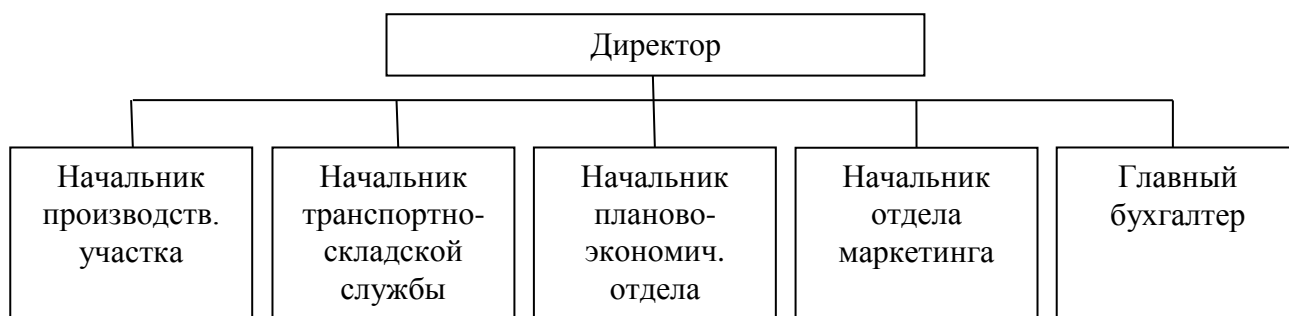 Директор
Начальник
производств.
участка
Начальник
транспортно-
складской
службы
Начальник
планово-
экономич.
отдела
Начальник
отдела
маркетинга
Главный
бухгалтер